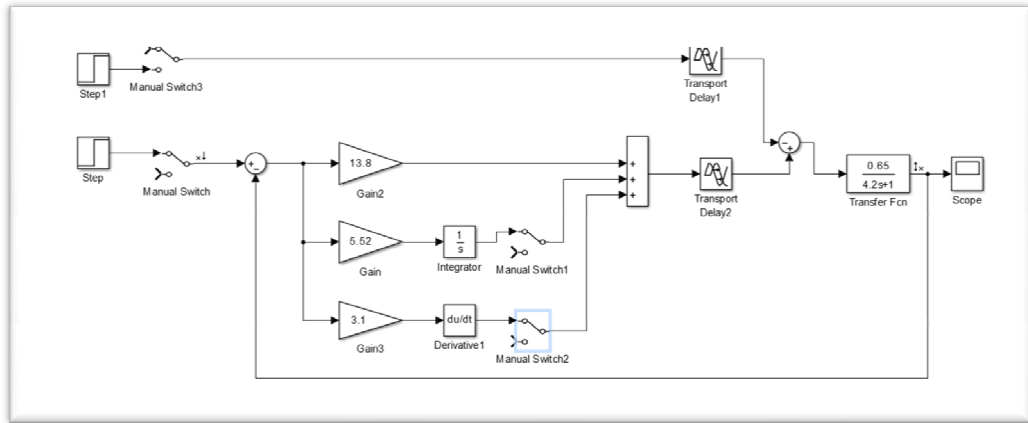 Step1
Manual Switch3
Transport
Delay1
Step
Manual Switch
+
−
13.8
Gain2
+
+
+
Transport
Delay2
−
+
0.65
4.2s+1
Transfer Fcn
Scope
5.52
Gain
1
s
Integrator
Manual Switch1
3.1
Gain3
du/dt
Derivative1
Manual Switch2